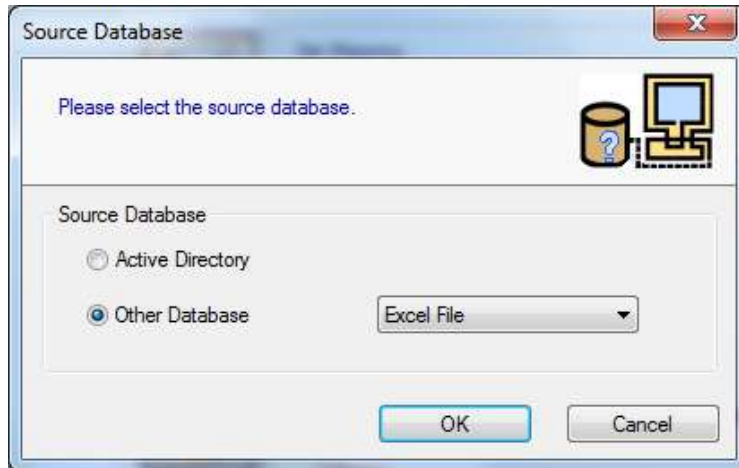 Source Database
Please select the source database.
?
Source Database
Active Directory
Other Database Excel File
OK Cancel